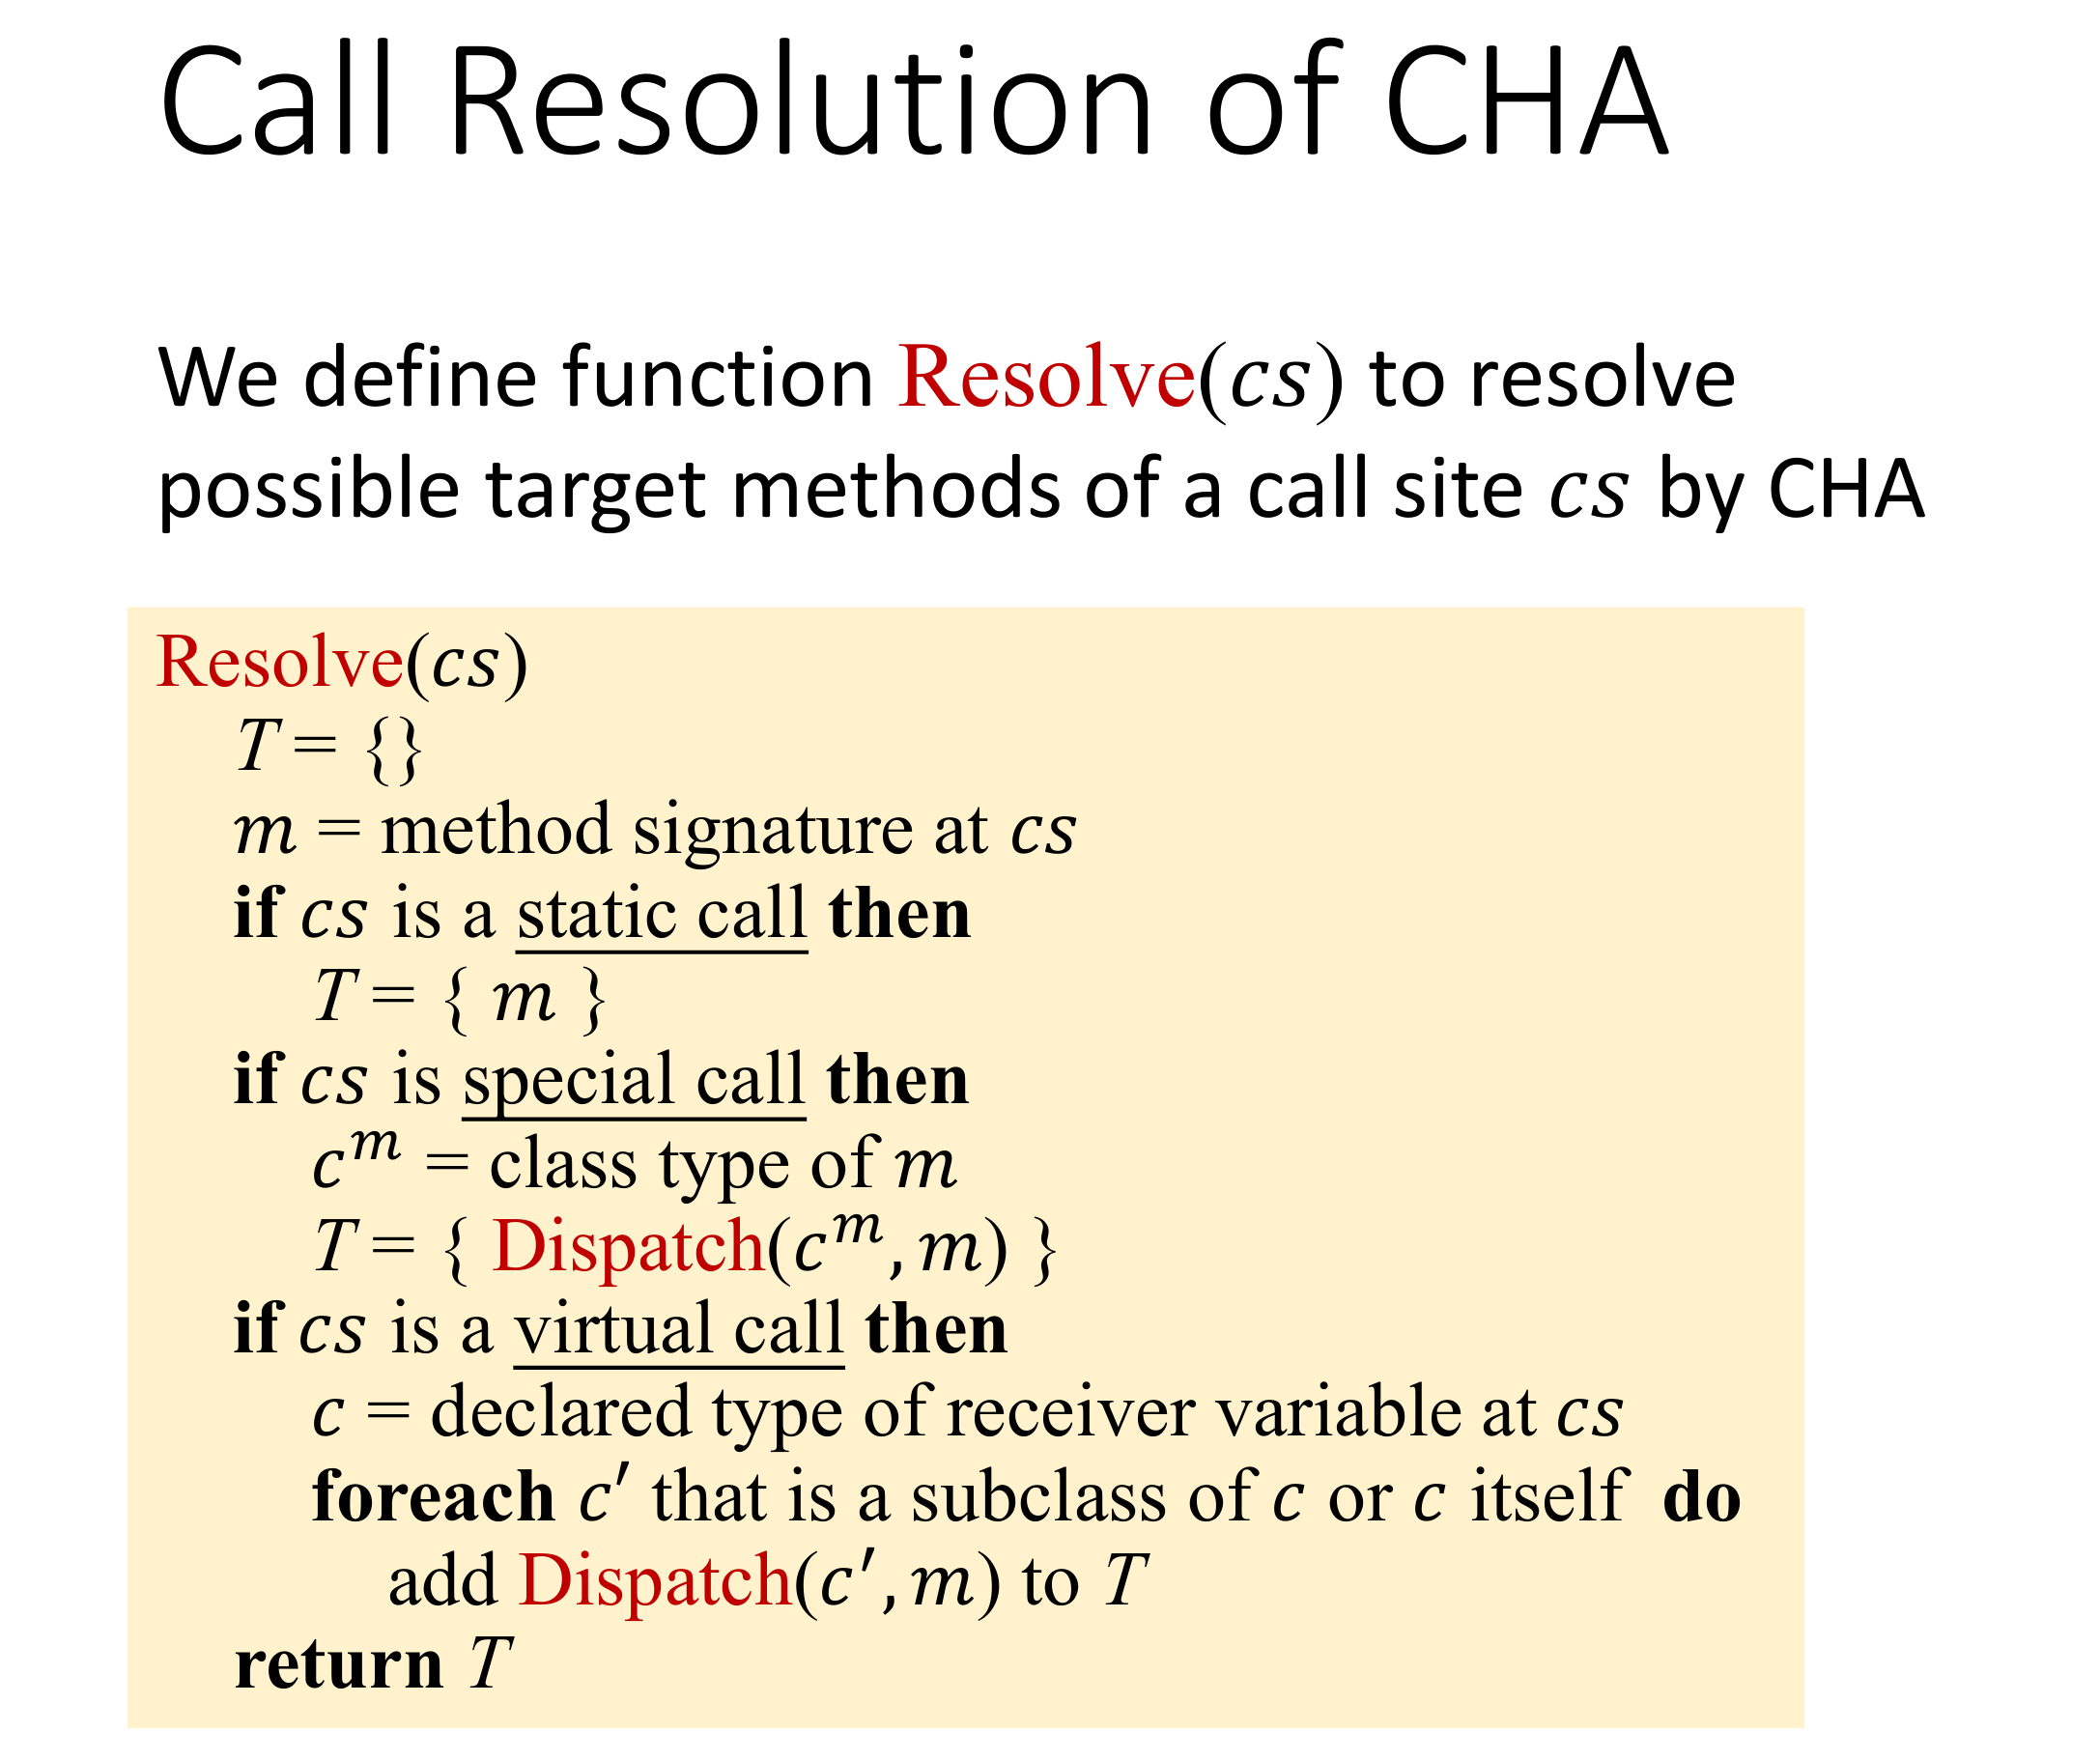 Call Resolution of CHA
We define function Resolve(cs) to resolve
possible target methods of a call site cs by CHA
Resolve(cs)
T = {}
m = method signature at cs
if cs is a static call then
T = { m }
if cs is special call then
c^m = class type of m
T = { Dispatch(c^m, m) }
if cs is a virtual call then
c = declared type of receiver variable at cs
foreach c′ that is a subclass of c or c itself do
add Dispatch(c′, m) to T
return T